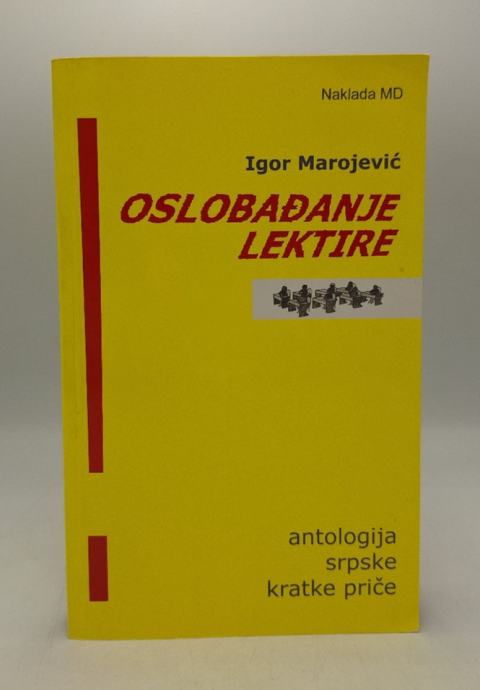 Naklada MD
Igor Marojević
OSLOBAĐANJE
LEKTIRE
antologija
srpske
kratke priče